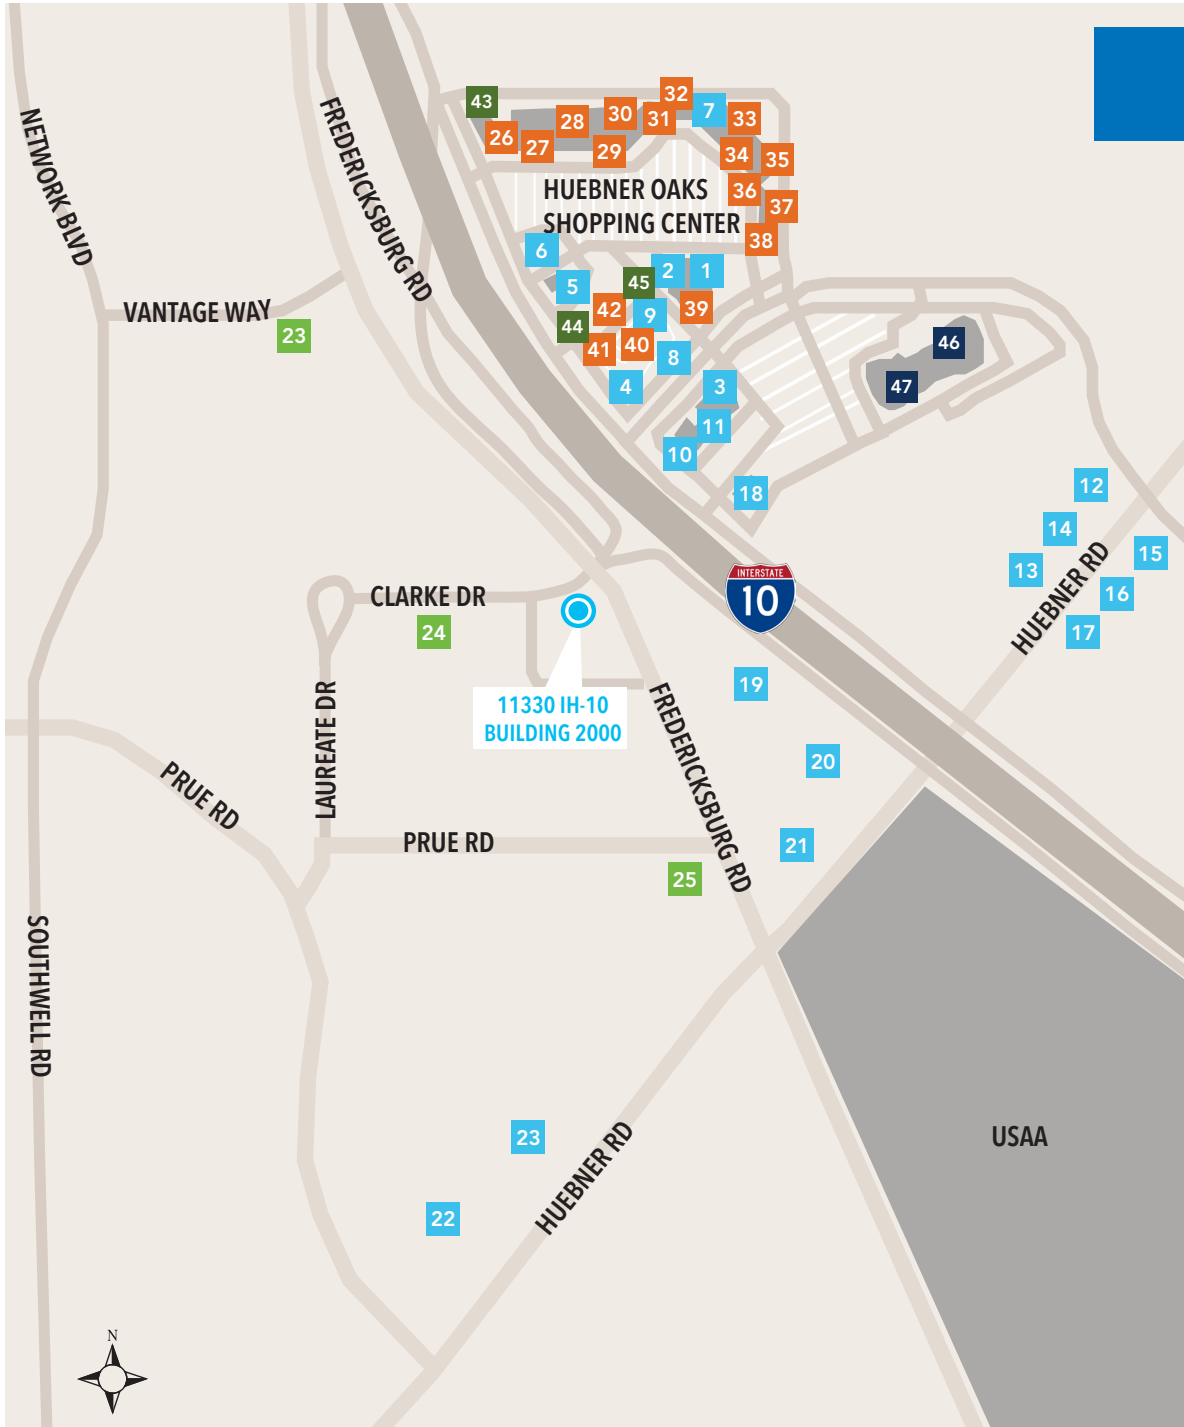 43
32
7
30
28
31
33
26
27
29
34
35
HUEBNER OAKS
SHOPPING CENTER
36
37
38
NETWORK BLVD
FREDERICKSBURG RD
6
2
1
5
45
42
9
39
44
41
40
8
4
3
11
10
18
VANTAGE WAY
23
46
47
12
14
15
13
16
17
HUEBNER RD
INTERSTATE
10
CLARKE DR
24
11330 IH-10
BUILDING 2000
19
20
21
LAUREATE DR
FREDERICKSBURG RD
PRUE RD
PRUE RD
25
SOUTHWELL RD
23
22
HUEBNER RD
USAA
N